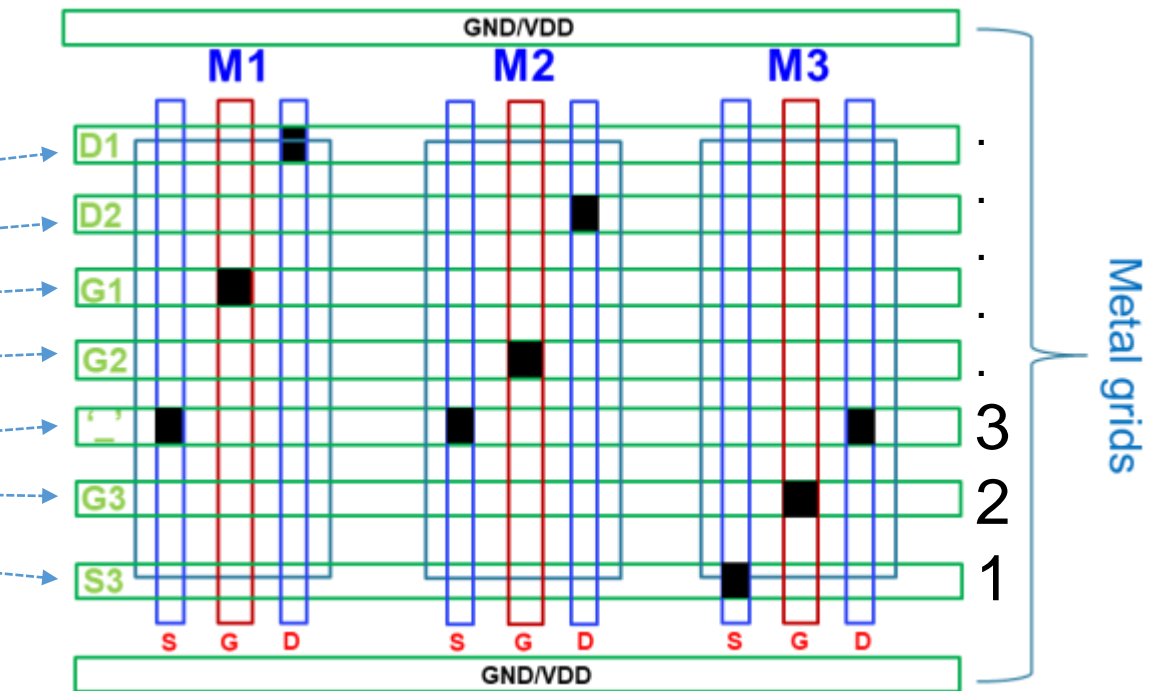 GND/VDD
M1 M2 M3
D1 .
D2 .
.
G1 .
G2 .
‘_’ 3
G3 2
S3 1
S G D S G D S G D
GND/VDD
Metal grids